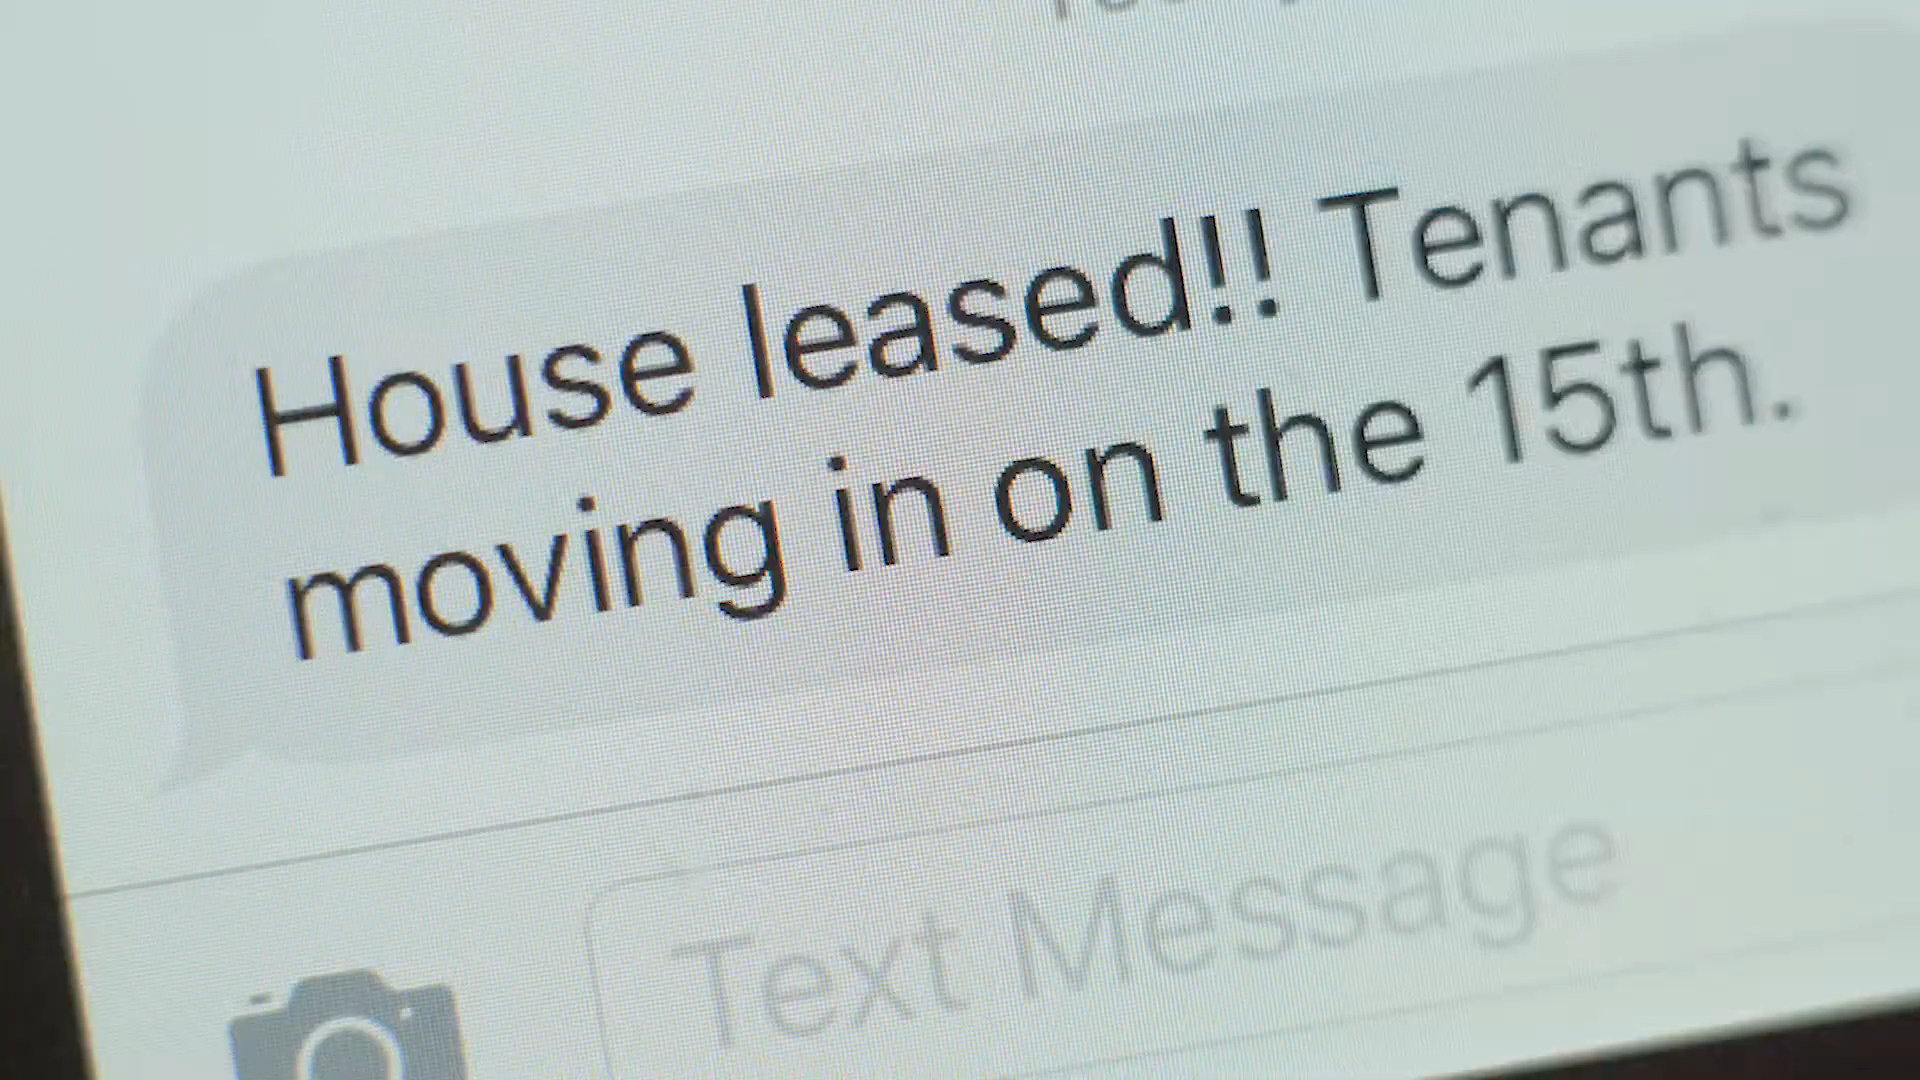 House leased!! Tenants
moving in on the 15th.
Text Message